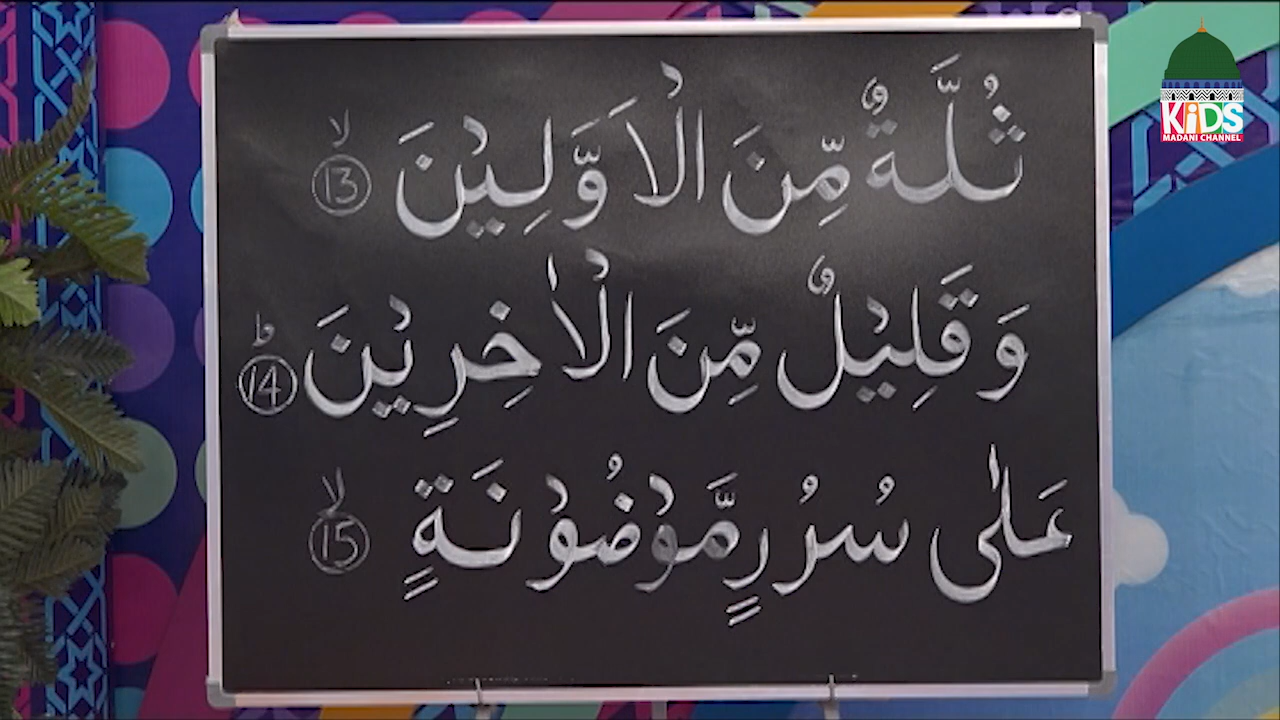 ثُلَّةٌ مِّنَ الْاَوَّلِيْنَ ۙ ⑬
وَ قَلِيْلٌ مِّنَ الْاٰخِرِيْنَ ؕ ⑭
عَلٰى سُرُرٍ مَّوْضُوْنَةٍ ۙ ⑮
KiDS
MADANI CHANNEL